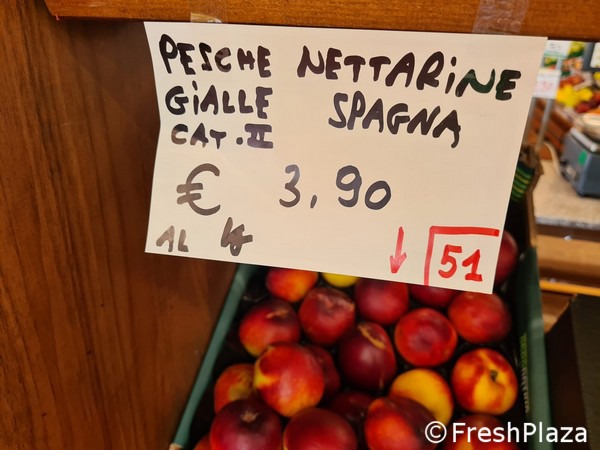 PESCHE NETTARiNE
GiALLE SPAGNA
CAT.II
€ 3,90
AL kg
↓ 51
©FreshPlaza